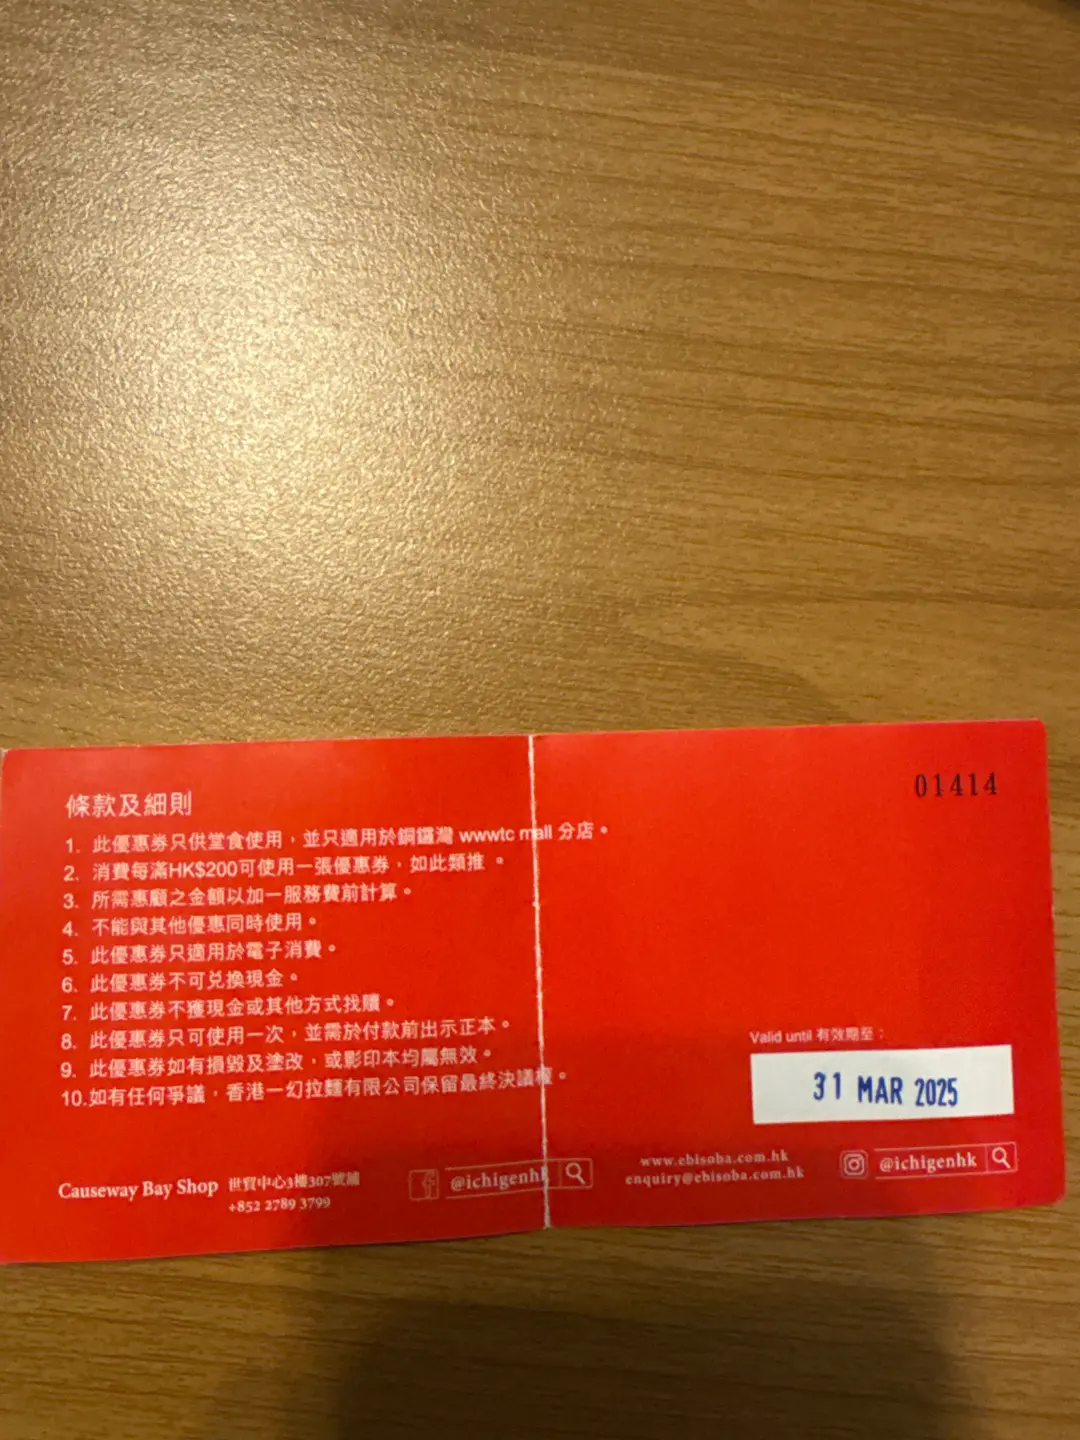 01414
條款及細則
1. 此優惠券只供堂食使用，並只適用於銅鑼灣 wwwtc mall 分店。
2. 消費每滿HK$200可使用一張優惠券，如此類推 。
3. 所需惠顧之金額以加一服務費前計算。
4. 不能與其他優惠同時使用。
5. 此優惠券只適用於電子消費。
6. 此優惠券不可兌換現金。
7. 此優惠券不獲現金或其他方式找贖。
8. 此優惠券只可使用一次，並需於付款前出示正本。
9. 此優惠券如有損毀及塗改，或影印本均屬無效。
10.如有任何爭議，香港一幻拉麵有限公司保留最終決議權。
Valid until 有效期至：
31 MAR 2025
Causeway Bay Shop 世貿中心3樓307號舖
+852 2789 3799
@ichigenhk
www.ebisoba.com.hk
enquiry@ebisoba.com.hk
@ichigenhk